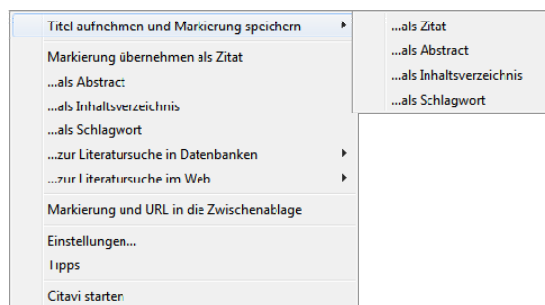 Titel aufnehmen und Markierung speichern
Markierung übernehmen als Zitat
...als Abstract
...als Inhaltsverzeichnis
...als Schlagwort
...zur Literatursuche in Datenbanken
...zur Literatursuche im Web
Markierung und URL in die Zwischenablage
Einstellungen...
Tipps
Citavi starten
...als Zitat
...als Abstract
...als Inhaltsverzeichnis
...als Schlagwort